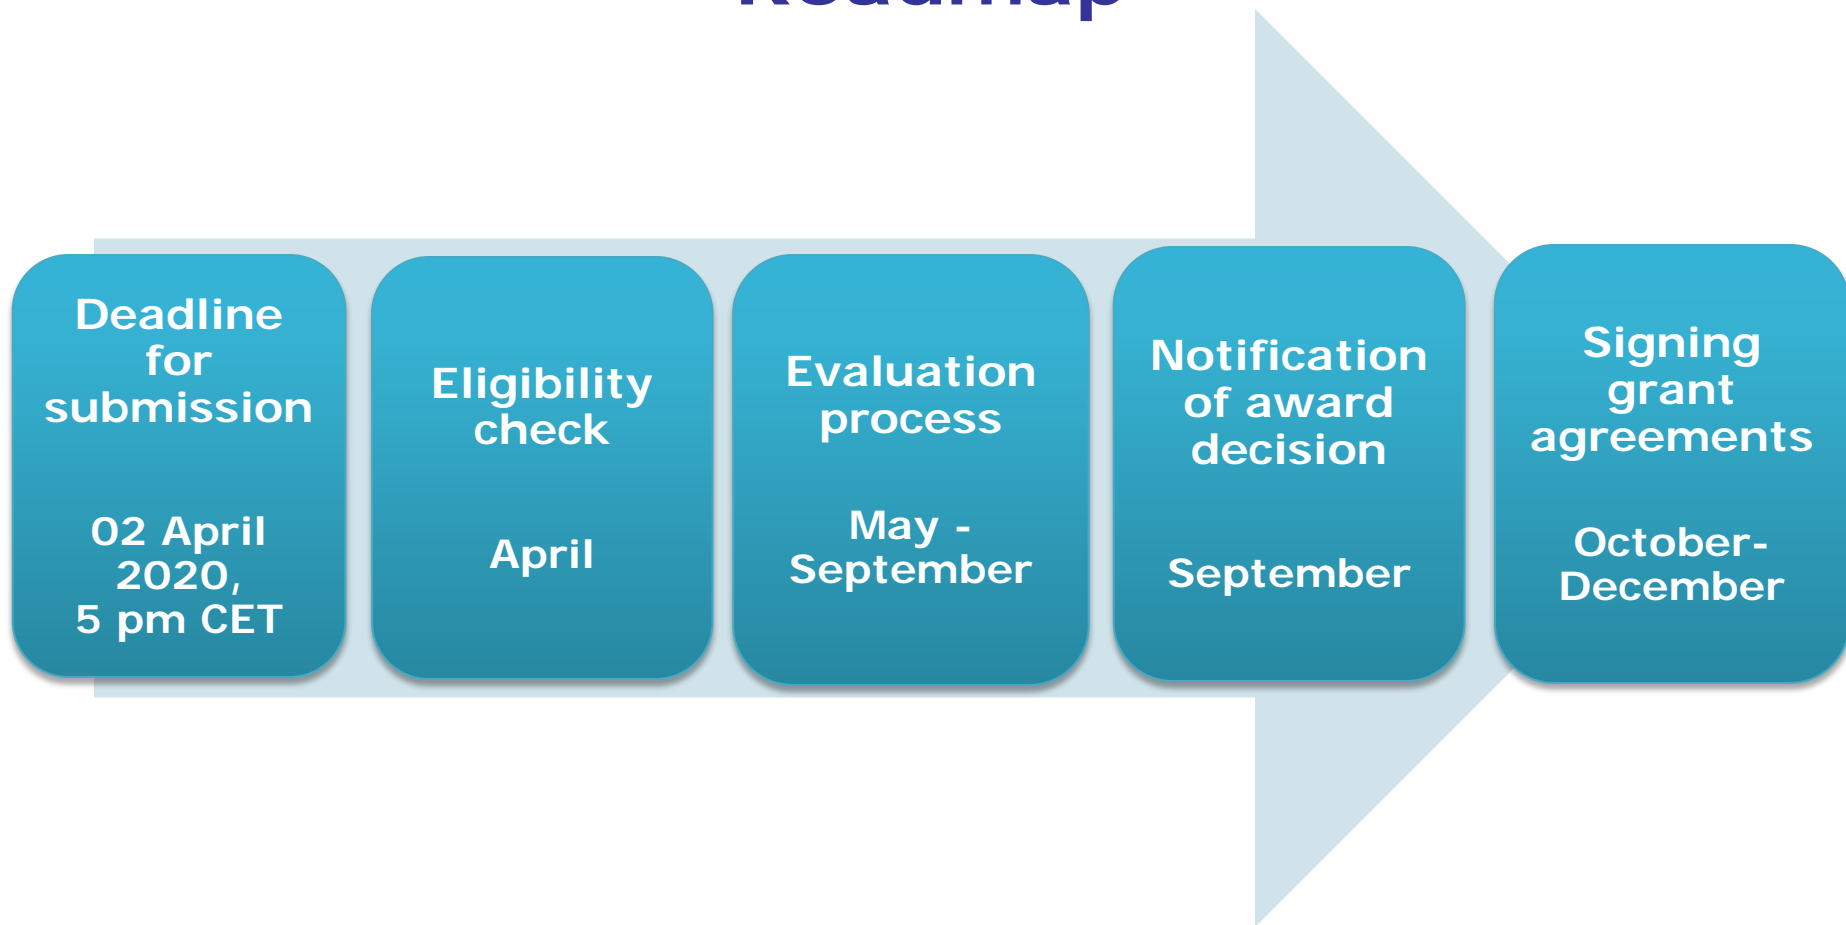 Roadmap
Deadline
for
submission
02 April
2020,
5 pm CET
Eligibility
check
April
Evaluation
process
May -
September
Notification
of award
decision
September
Signing
grant
agreements
October-
December